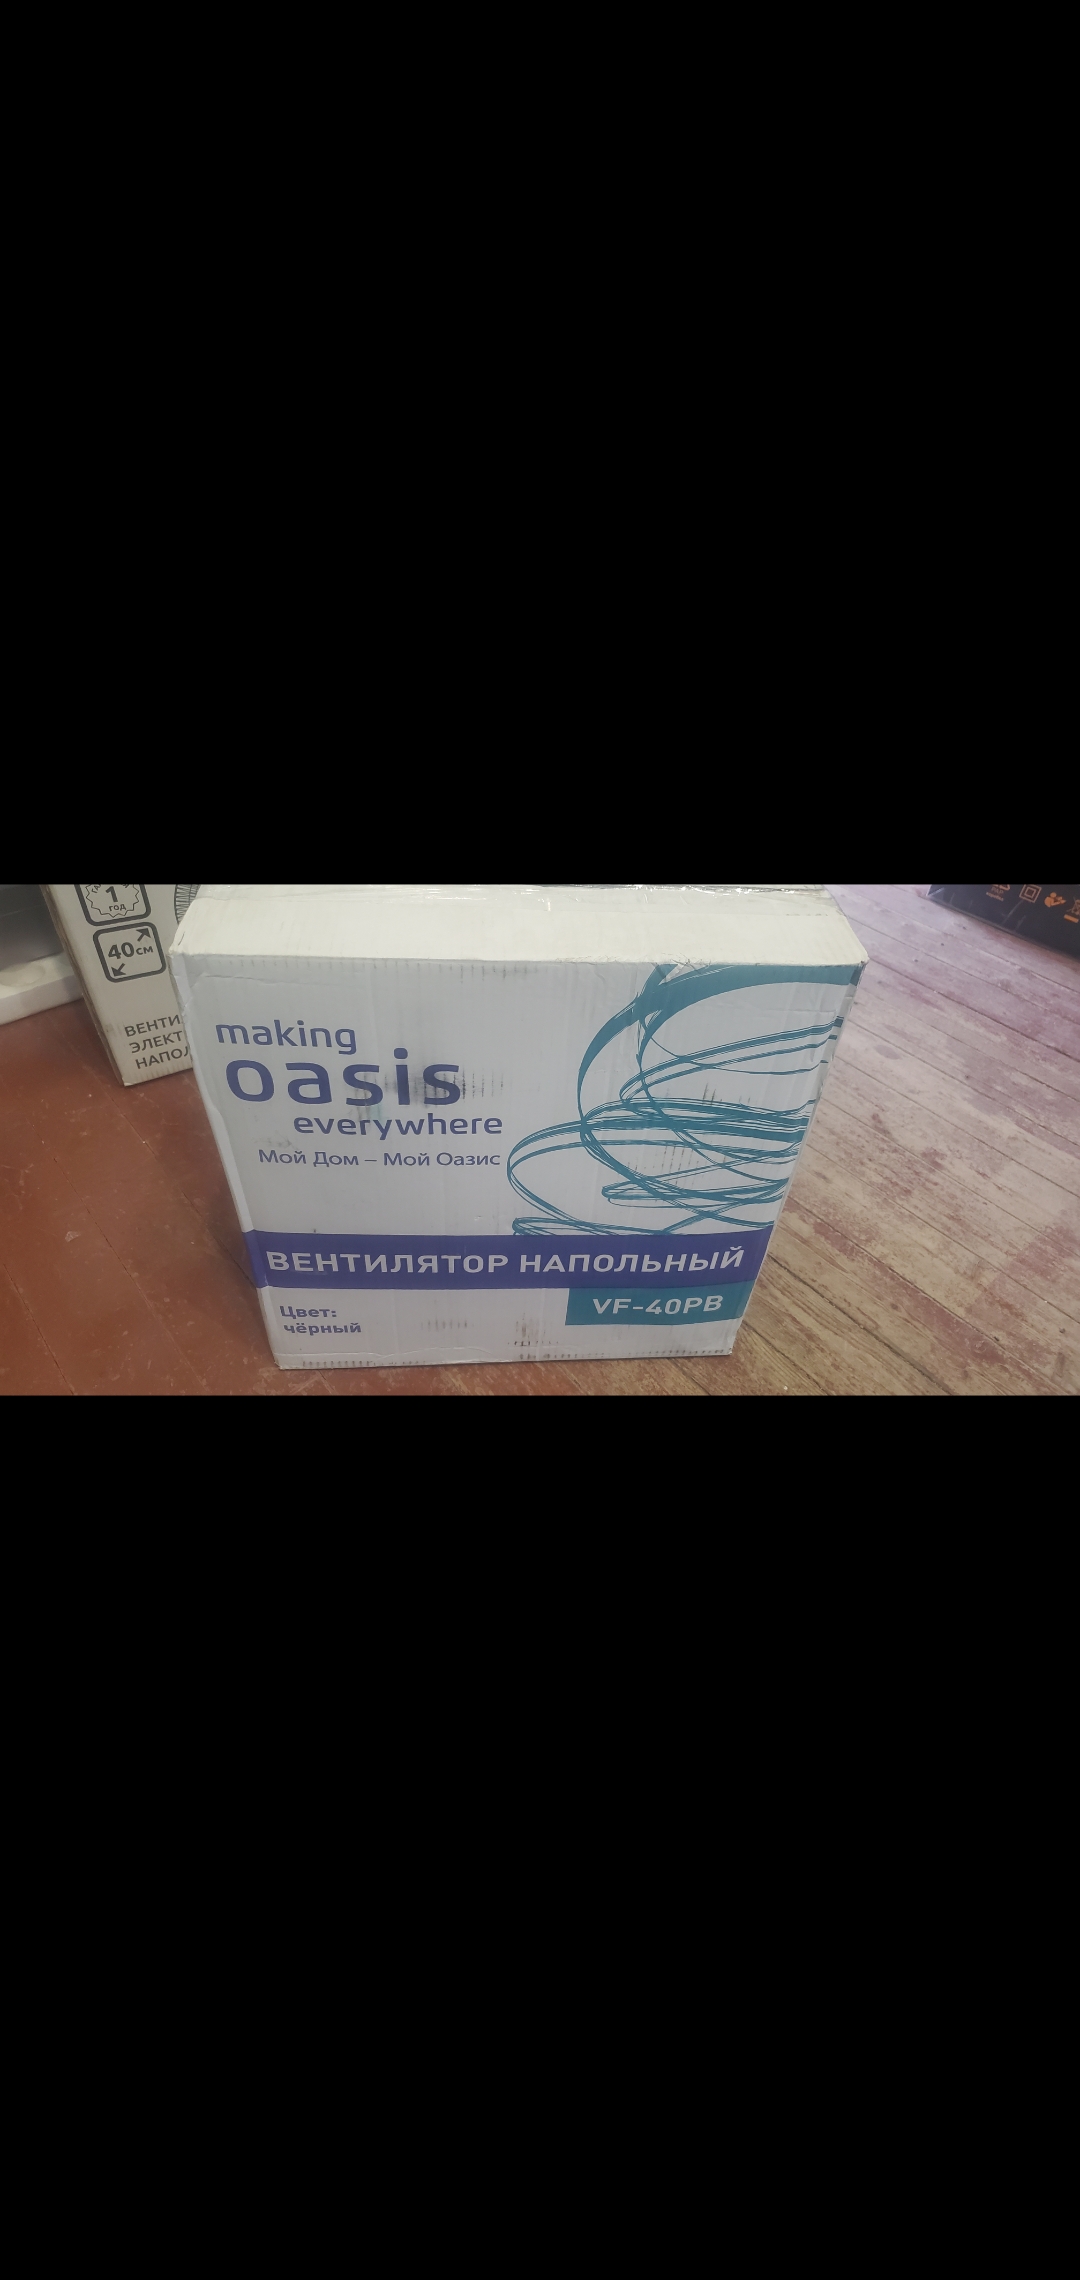 1
год
40см
making
oasis
everywhere
Мой Дом – Мой Оазис
ВЕНТИЛЯТОР НАПОЛЬНЫЙ
VF-40PB
Цвет:
чёрный